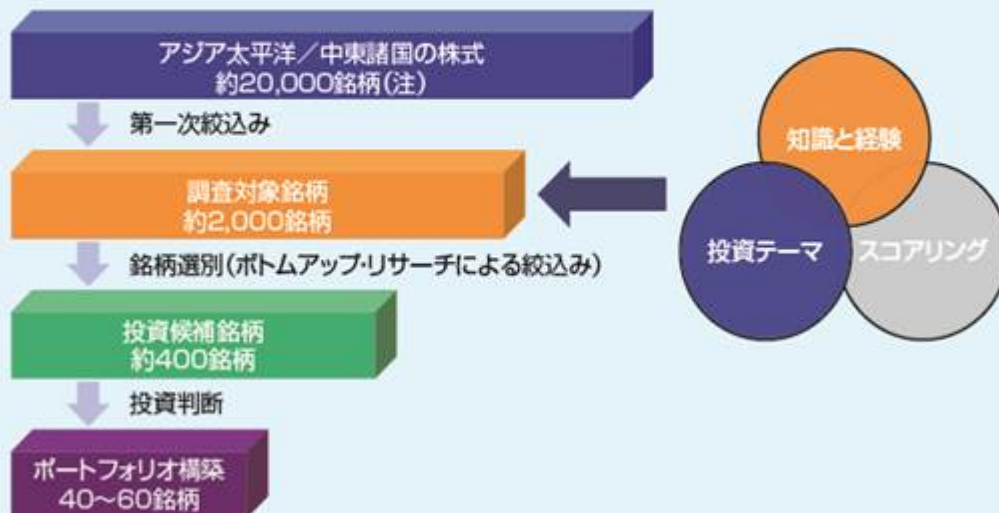 アジア太平洋／中東諸国の株式
約20,000銘柄(注)
第一次絞込み
調査対象銘柄
約2,000銘柄
銘柄選別(ボトムアップ・リサーチによる絞込み)
投資候補銘柄
約400銘柄
投資判断
ポートフォリオ構築
40〜60銘柄
知識と経験
投資テーマ
スコアリング